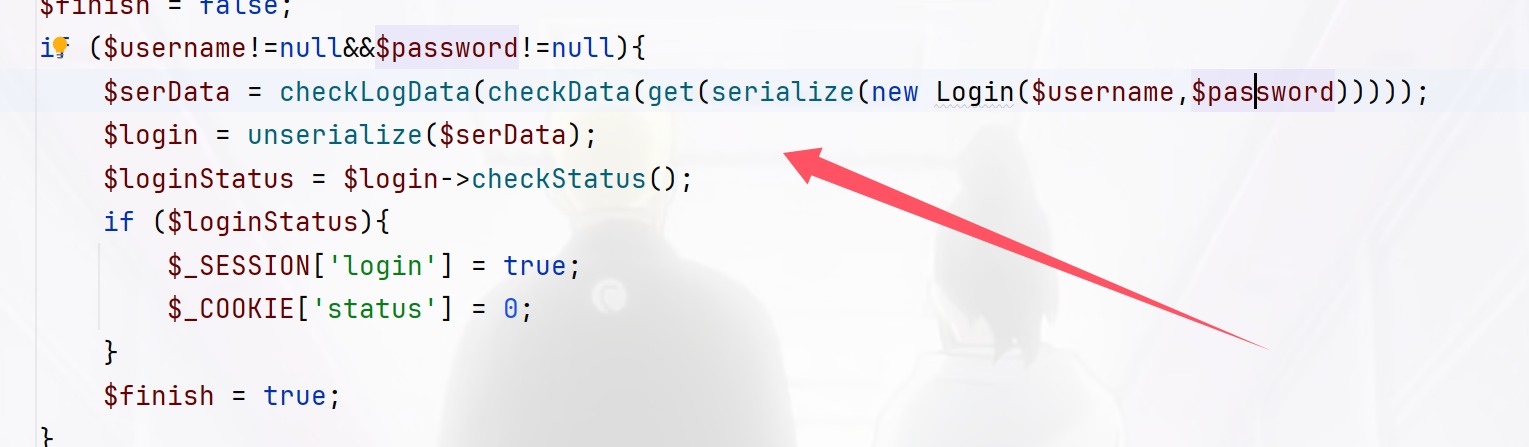 $finish = false;
if ($username!=null&&$password!=null){
$serData = checkLogData(checkData(get(serialize(new Login($username,$password)))));
$login = unserialize($serData);
$loginStatus = $login->checkStatus();
if ($loginStatus){
$_SESSION['login'] = true;
$_COOKIE['status'] = 0;
}
$finish = true;
}